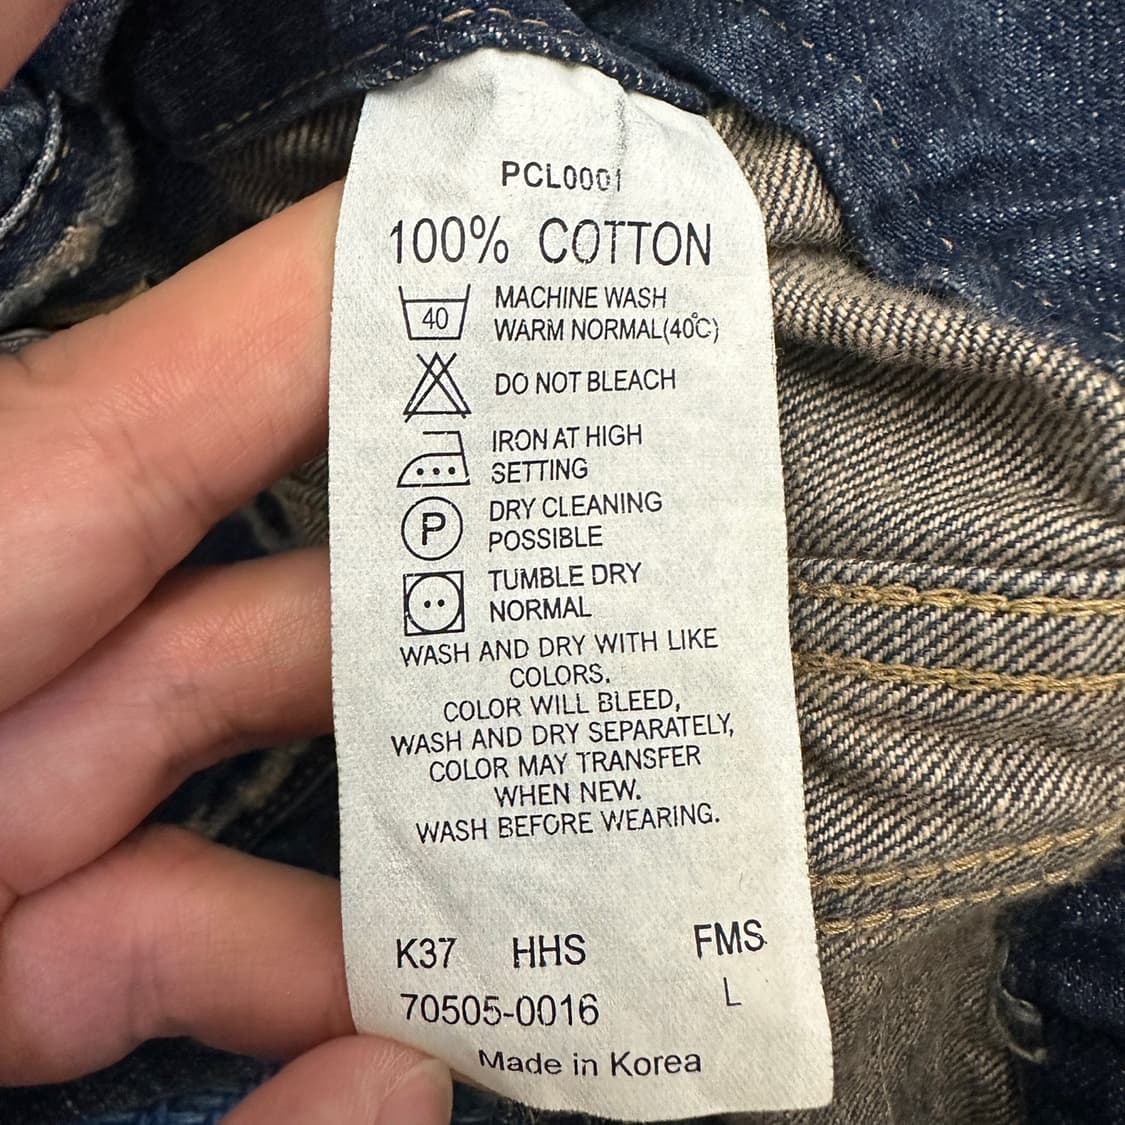 PCL0001
100% COTTON
40 MACHINE WASH
WARM NORMAL(40℃)
DO NOT BLEACH
IRON AT HIGH
SETTING
P DRY CLEANING
POSSIBLE
TUMBLE DRY
NORMAL
WASH AND DRY WITH LIKE
COLORS.
COLOR WILL BLEED,
WASH AND DRY SEPARATELY,
COLOR MAY TRANSFER
WHEN NEW.
WASH BEFORE WEARING.
K37 HHS FMS
70505-0016 L
Made in Korea